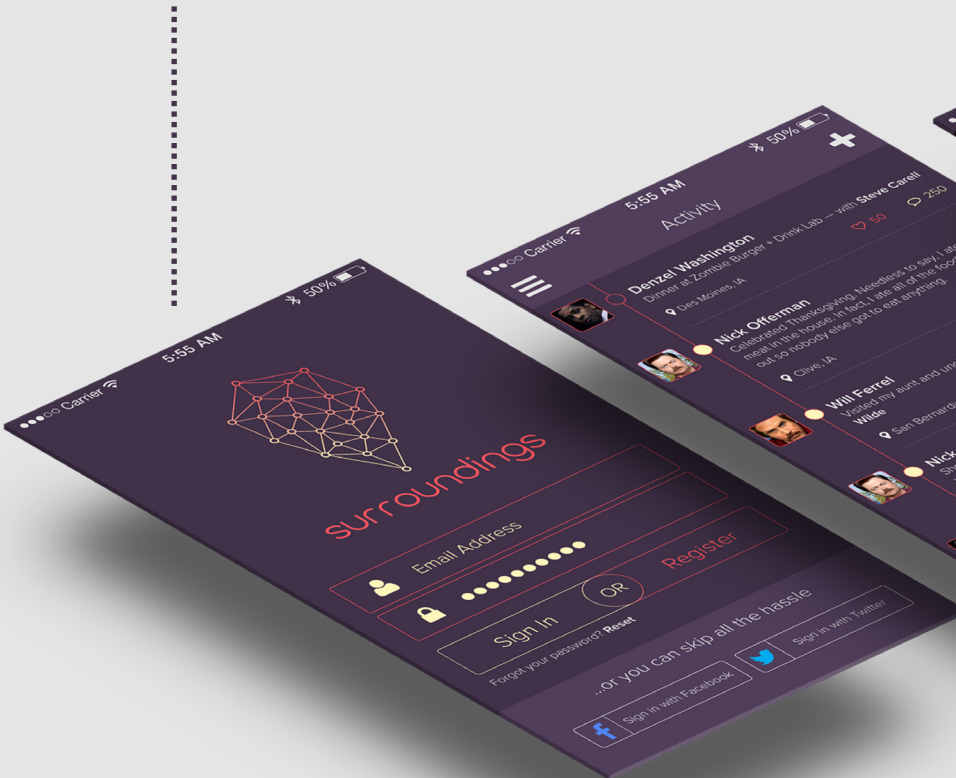 Carrier
5:55 AM
50%
surroundings
Email Address
Sign In
OR
Register
Forgot your password? Reset
...or you can skip all the hassle
Sign in with Facebook
Sign in with Twitter
Carrier
5:55 AM
50%
Activity
Denzel Washington
Dinner at Zombie Burger + Drink Lab — with Steve Carell
Des Moines, IA
50
250
Nick Offerman
Celebrated Thanksgiving. Needless to say, I ate
meat in the house. In fact, I ate all of the food
out so nobody else got to eat anything.
Clive, IA
Will Ferrel
Visited my aunt and
Wilde
San
Nick